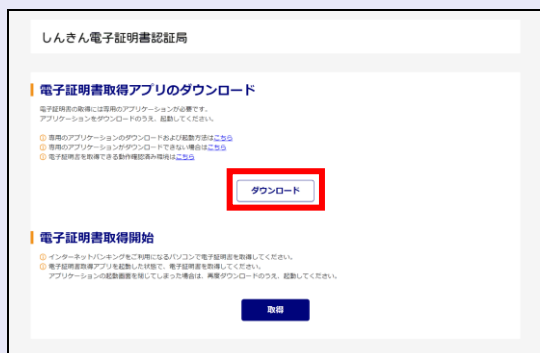 しんきん電子証明書認証局
電子証明書取得アプリのダウンロード
電子証明書の取得には専用のアプリケーションが必要です。
アプリケーションをダウンロードのうえ、起動してください。
専用のアプリケーションのダウンロードおよび起動方法はこちら
専用のアプリケーションがダウンロードできない場合はこちら
電子証明書を取得できる動作確認済み環境はこちら
ダウンロード
電子証明書取得開始
インターネットバンキングをご利用になるパソコンで電子証明書を取得してください。
電子証明書取得アプリを起動した状態で、電子証明書を取得してください。
アプリケーションの起動画面を閉じてしまった場合は、再度ダウンロードのうえ、起動してください。
取得